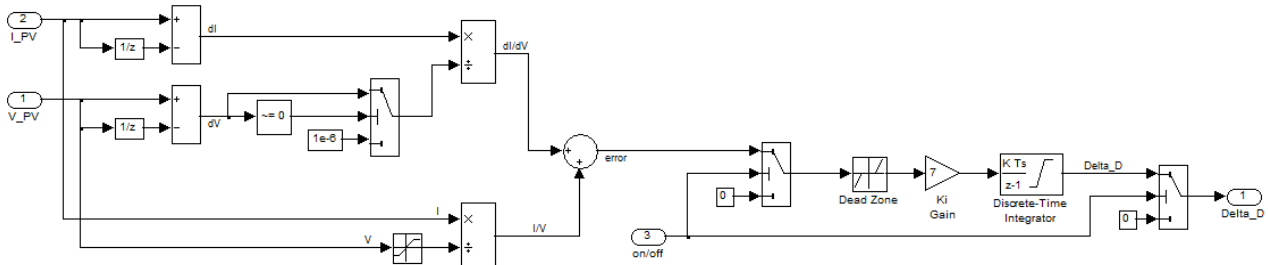 2
I_PV
1/z
+
−
dI
×
÷
dI/dV
1
V_PV
1/z
+
−
dV
~= 0
1e-6
+
+
error
I
V
×
÷
I/V
3
on/off
0
Dead Zone
7
Ki
Gain
K Ts
z-1
Discrete-Time
Integrator
Delta_D
0
1
Delta_D